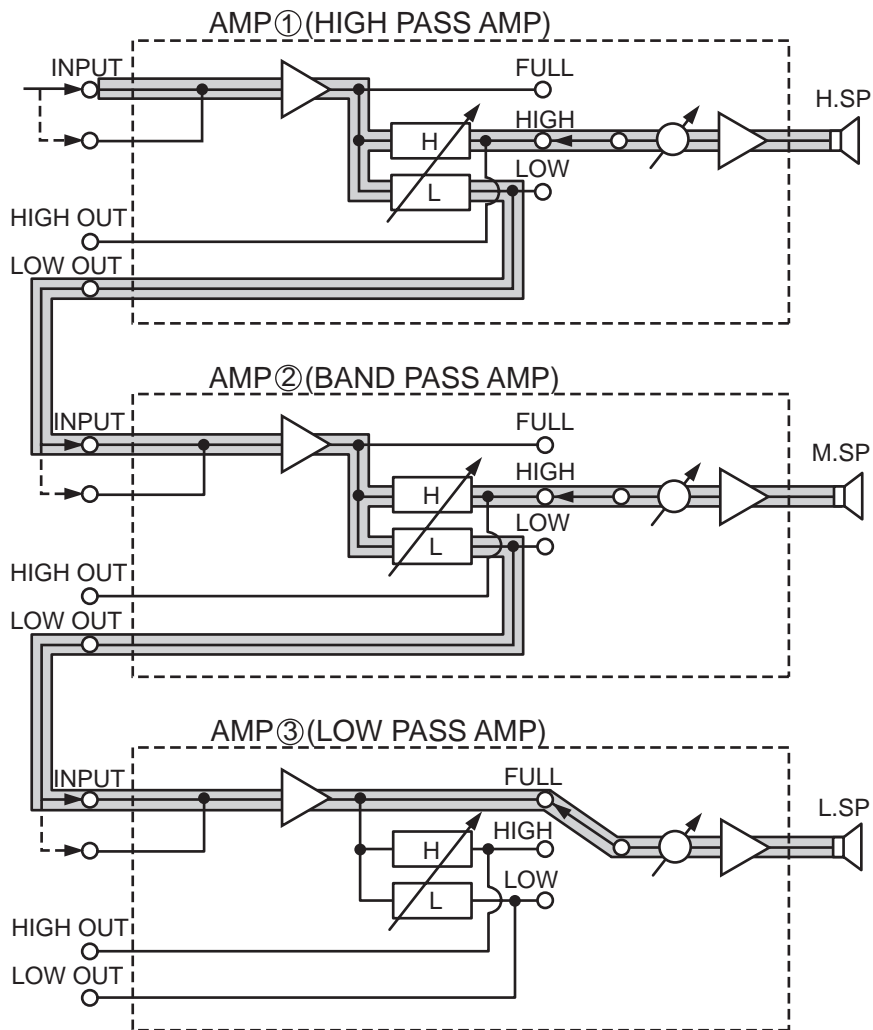 AMP①(HIGH PASS AMP)
INPUT
FULL
H.SP
HIGH
H
LOW
L
HIGH OUT
LOW OUT
AMP②(BAND PASS AMP)
INPUT
FULL
M.SP
HIGH
H
LOW
L
HIGH OUT
LOW OUT
AMP③(LOW PASS AMP)
INPUT
FULL
L.SP
HIGH
H
LOW
L
HIGH OUT
LOW OUT